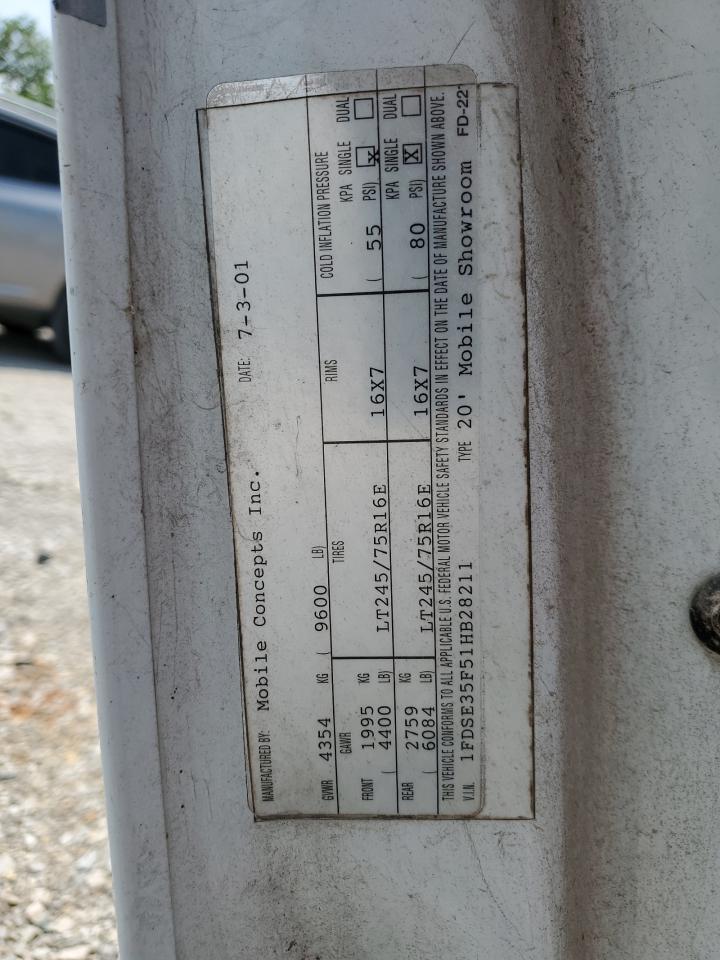 MANUFACTURED BY: Mobile Concepts Inc. DATE: 7-3-01
GVWR 4354 KG ( 9600 LB)
GAWR TIRES RIMS COLD INFLATION PRESSURE
FRONT 1995 KG KPA SINGLE DUAL
( 4400 LB) LT245/75R16E 16X7 ( 55 PSI) X
REAR 2759 KG KPA SINGLE DUAL
( 6084 LB) LT245/75R16E 16X7 ( 80 PSI) X
THIS VEHICLE CONFORMS TO ALL APPLICABLE U.S. FEDERAL MOTOR VEHICLE SAFETY STANDARDS IN EFFECT ON THE DATE OF MANUFACTURE SHOWN ABOVE.
V.I.N. 1FDSE35F51HB28211 TYPE 20' Mobile Showroom FD-22